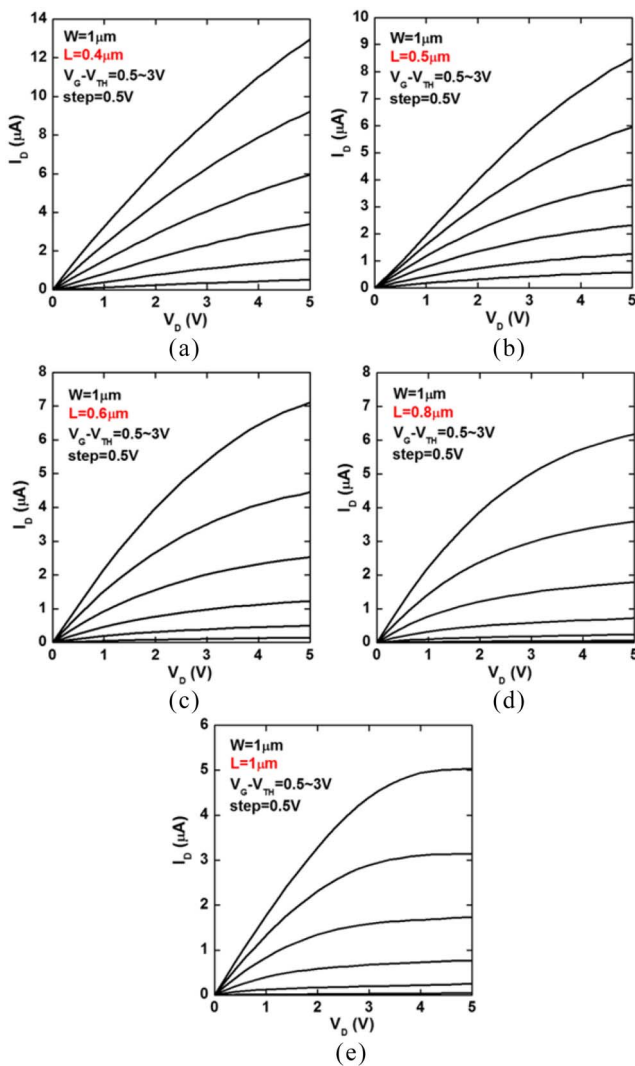 14
12
10
8
6
4
2
0
I_D (μA)
W=1μm
L=0.4μm
V_G-V_TH=0.5~3V
step=0.5V
0 1 2 3 4 5
V_D (V)
(a)
10
9
8
7
6
5
4
3
2
1
0
I_D (μA)
W=1μm
L=0.5μm
V_G-V_TH=0.5~3V
step=0.5V
0 1 2 3 4 5
V_D (V)
(b)
8
7
6
5
4
3
2
1
0
I_D (μA)
W=1μm
L=0.6μm
V_G-V_TH=0.5~3V
step=0.5V
0 1 2 3 4 5
V_D (V)
(c)
8
7
6
5
4
3
2
1
0
I_D (μA)
W=1μm
L=0.8μm
V_G-V_TH=0.5~3V
step=0.5V
0 1 2 3 4 5
V_D (V)
(d)
6
5
4
3
2
1
0
I_D (μA)
W=1μm
L=1μm
V_G-V_TH=0.5~3V
step=0.5V
0 1 2 3 4 5
V_D (V)
(e)